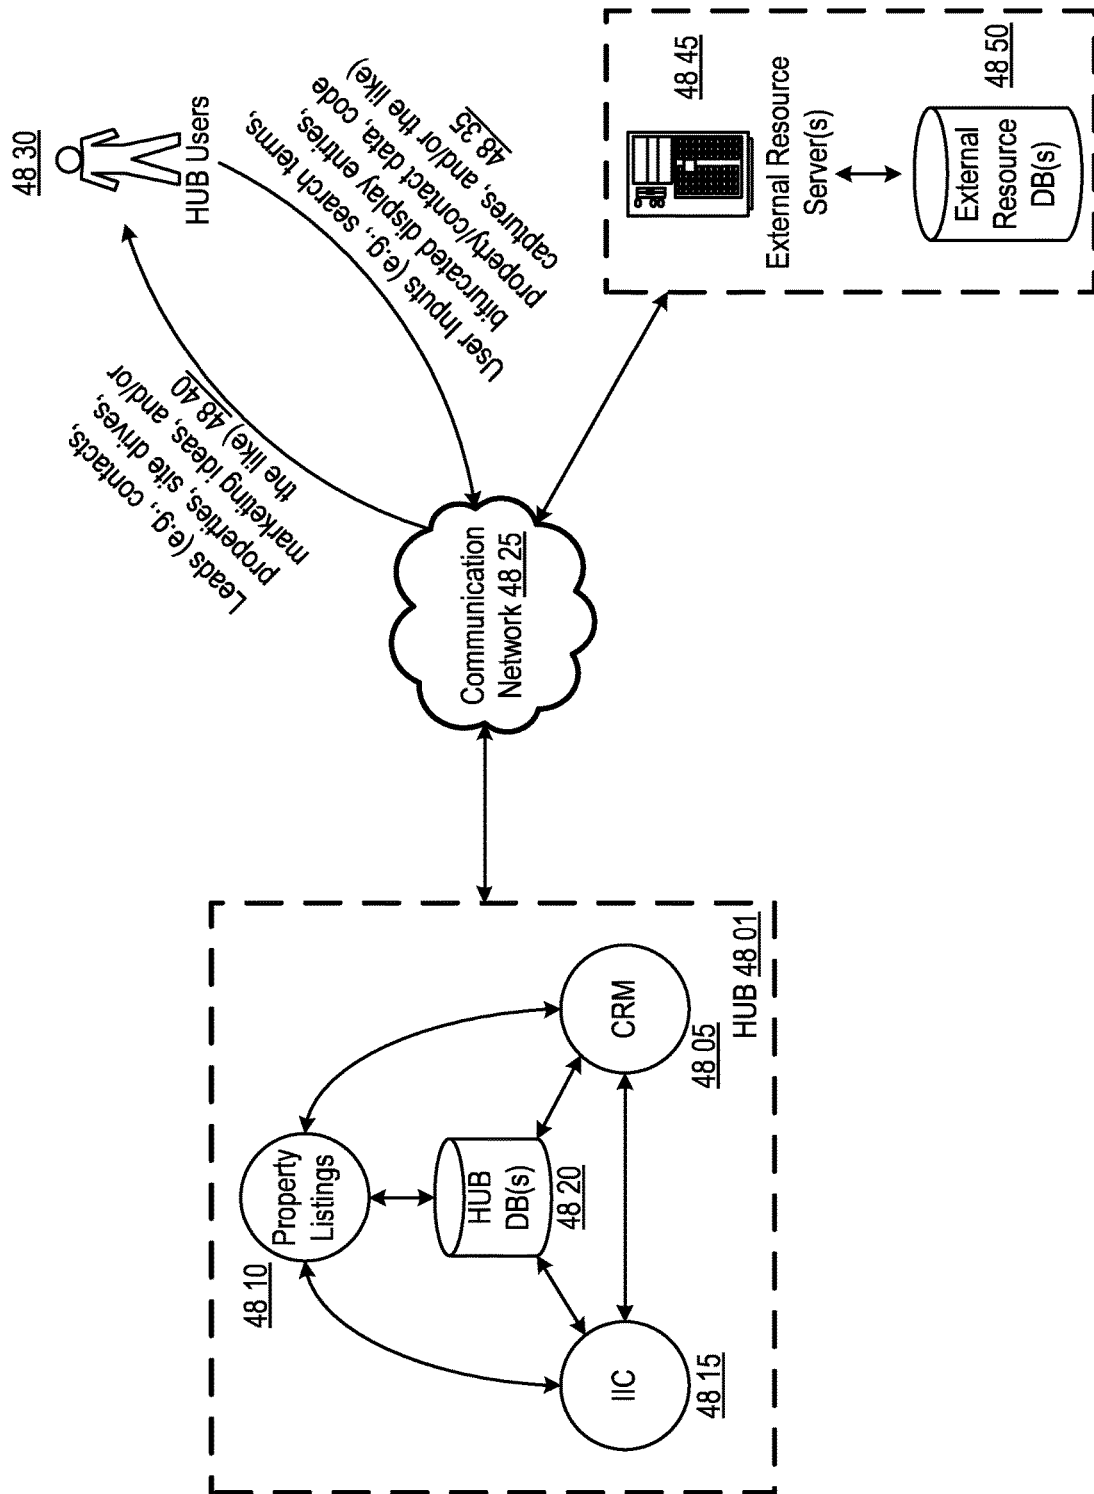 48 10
Property
Listings
HUB
DB(s)
48 20
IIC
48 15
CRM
48 05
HUB 48 01
Communication
Network 48 25
Leads (e.g., contacts,
properties, site drives,
marketing ideas, and/or
the like) 48 40
48 30
HUB Users
User Inputs (e.g., search terms,
bifurcated display entries,
property/contact data, code
captures, and/or the like)
48 35
48 45
External Resource
Server(s)
External
Resource
DB(s)
48 50